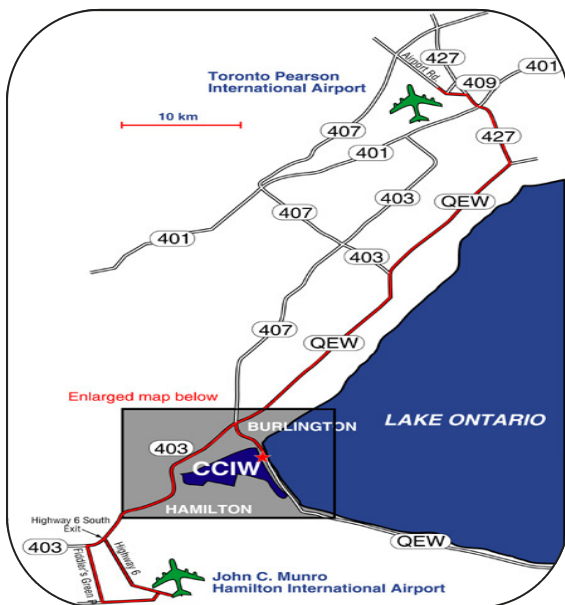 427
Airport Rd.
409
401
Toronto Pearson
International Airport
10 km
407
427
401
QEW
403
407
401
403
407
QEW
Enlarged map below
BURLINGTON
LAKE ONTARIO
403
CCIW
HAMILTON
Highway 6 South
Exit
403
QEW
Fiddler's Green
Highway 6
John C. Munro
Hamilton International Airport